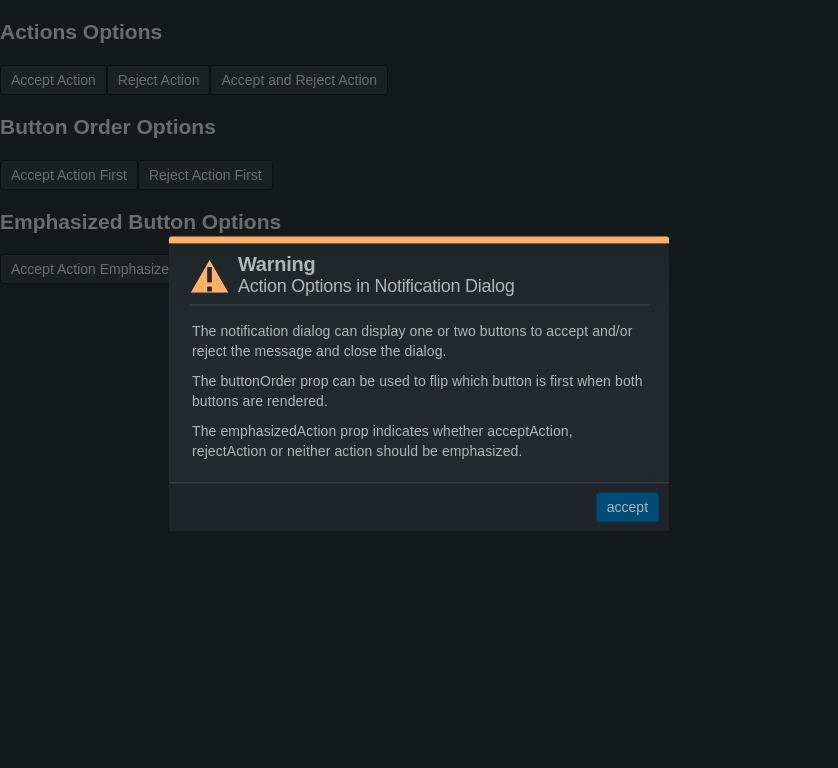 Actions Options
Accept Action Reject Action Accept and Reject Action
Button Order Options
Accept Action First Reject Action First
Emphasized Button Options
Accept Action Emphasize
Warning
Action Options in Notification Dialog
The notification dialog can display one or two buttons to accept and/or
reject the message and close the dialog.
The buttonOrder prop can be used to flip which button is first when both
buttons are rendered.
The emphasizedAction prop indicates whether acceptAction,
rejectAction or neither action should be emphasized.
accept